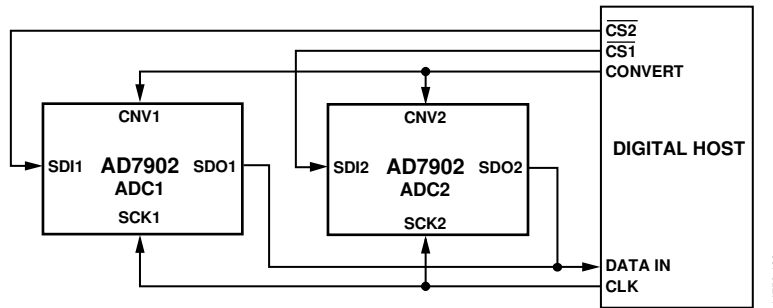 CS2
CS1
CONVERT
CNV1
CNV2
DIGITAL HOST
SDI1
AD7902
SDO1
ADC1
SCK1
SDI2
AD7902
SDO2
ADC2
SCK2
DATA IN
CLK